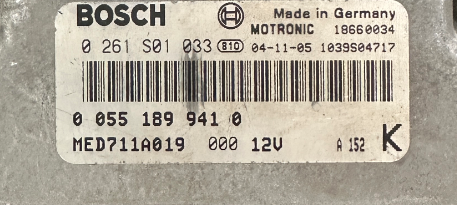 BOSCH Made in Germany
MOTRONIC 18660034
0 261 S01 033 B10 04-11-05 1039S04717
0 055 189 941 0
MED711A019 000 12V A 152 K